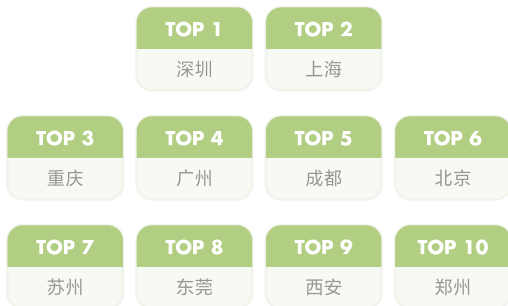 TOP 1 TOP 2
深圳 上海
TOP 3 TOP 4 TOP 5 TOP 6
重庆 广州 成都 北京
TOP 7 TOP 8 TOP 9 TOP 10
苏州 东莞 西安 郑州